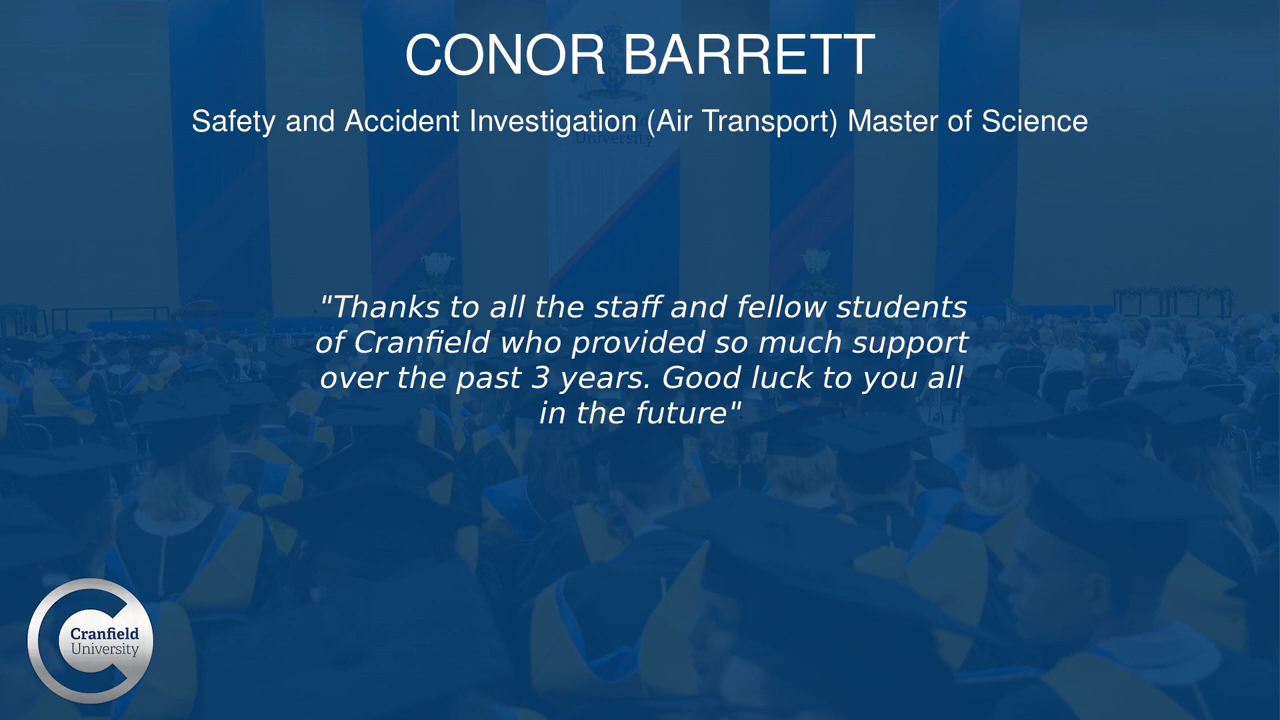 CONOR BARRETT
Safety and Accident Investigation (Air Transport) Master of Science
University
"Thanks to all the staff and fellow students
of Cranfield who provided so much support
over the past 3 years. Good luck to you all
in the future"
Cranfield
University